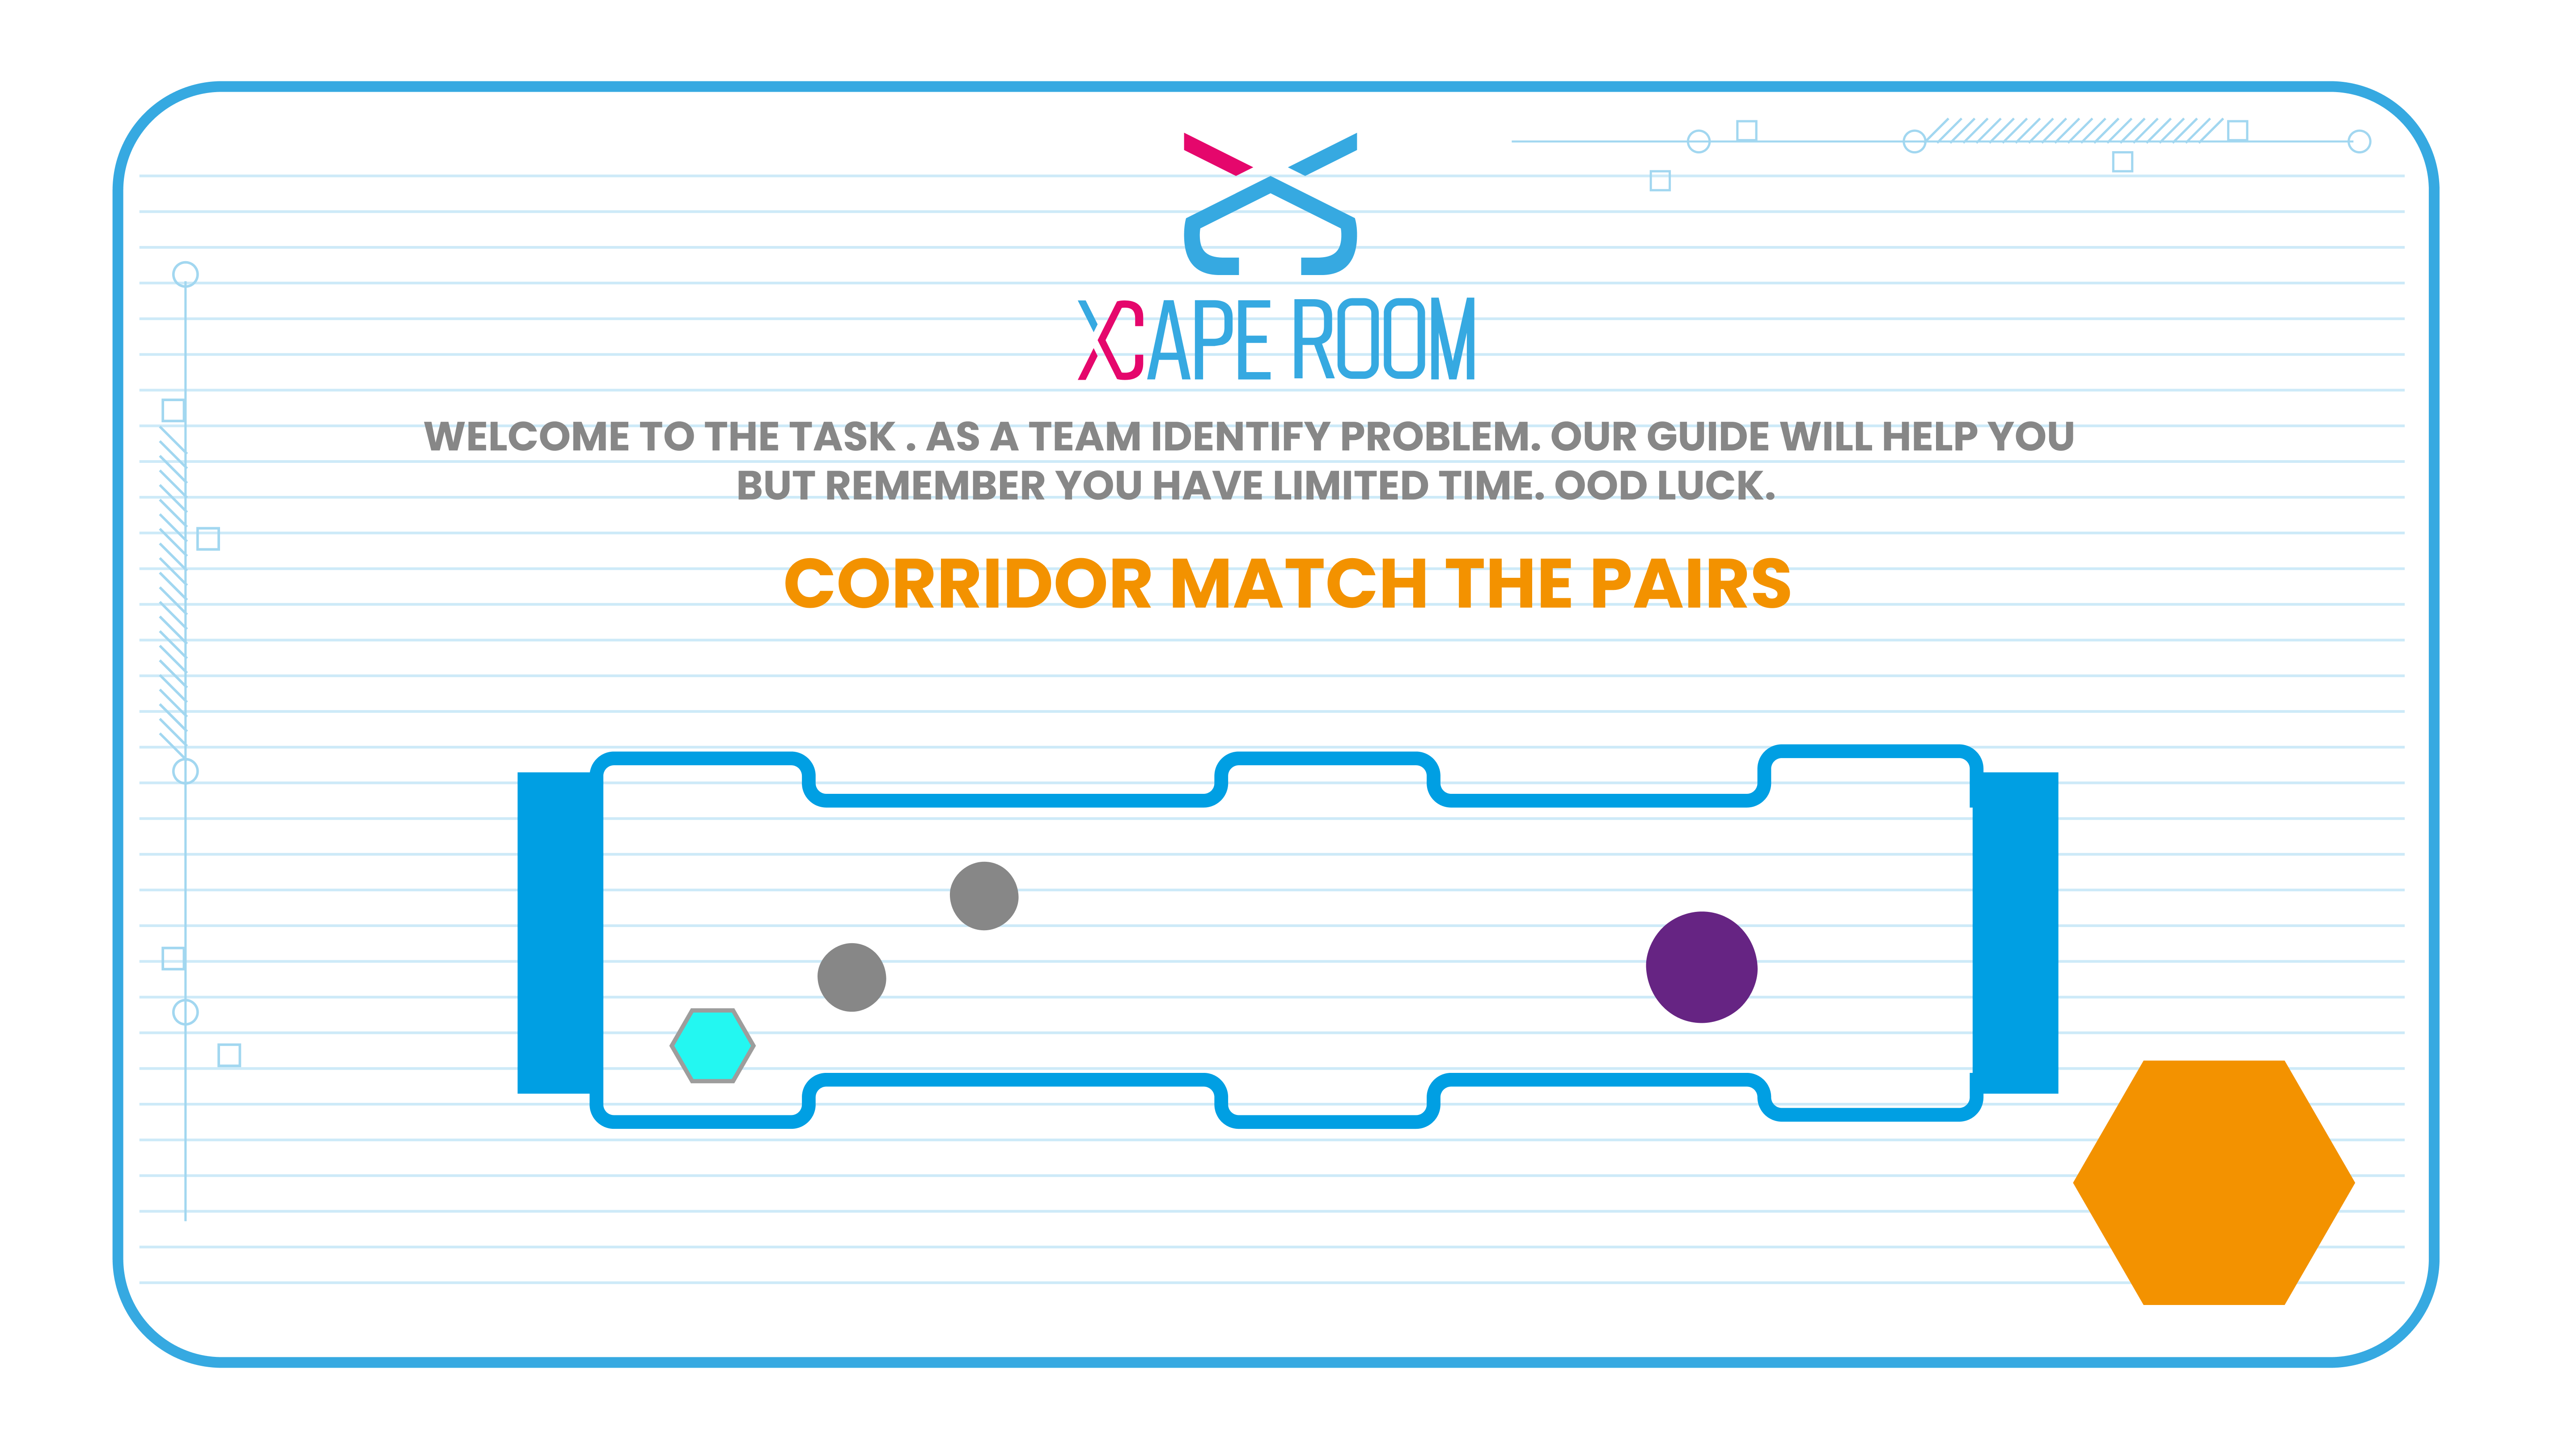 XCAPE ROOM
WELCOME TO THE TASK . AS A TEAM IDENTIFY PROBLEM. OUR GUIDE WILL HELP YOU
BUT REMEMBER YOU HAVE LIMITED TIME. OOD LUCK.
CORRIDOR MATCH THE PAIRS